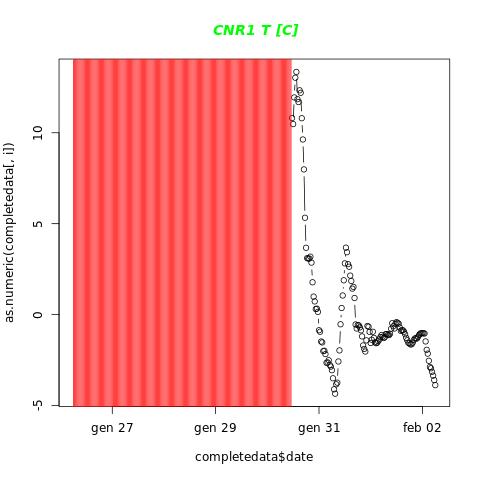 CNR1 T [C]
as.numeric(completedata[, i])
10
5
0
-5
gen 27
gen 29
gen 31
feb 02
completedata$date